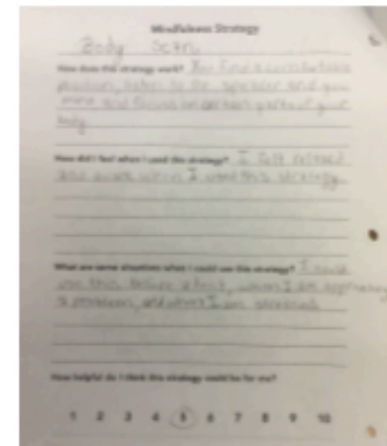 Mindfulness Strategy
Body Scan
How does this strategy work? You find a comfortable
position, listen to the speaker and your
mind and focus on certain parts of your
body.
How did I feel when I used this strategy? I felt relaxed
and when I used this strategy.
What are some situations when I could use this strategy? I could
use this before a test, when I am approaching
a problem, and when I am stressed
How helpful do I think this strategy could be for me?
1 2 3 4 5 6 7 8 9 10